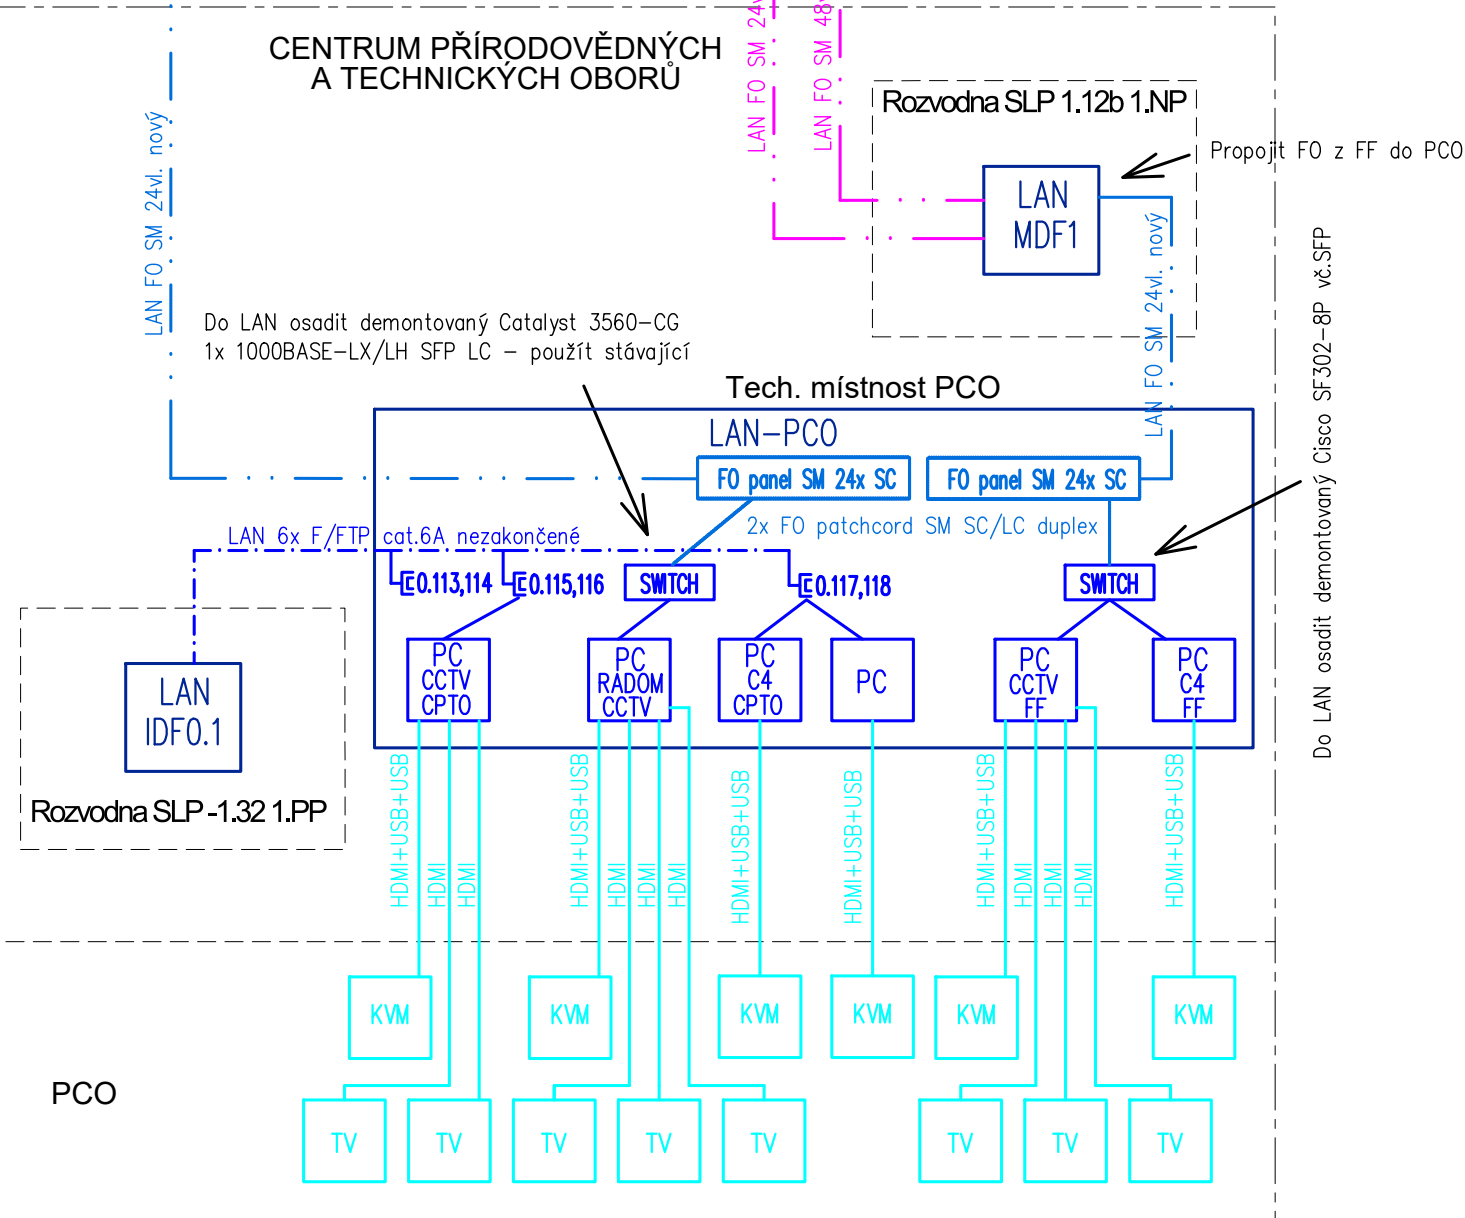 CENTRUM PŘÍRODOVĚDNÝCH
A TECHNICKÝCH OBORŮ
LAN FO SM 24vl. nový
LAN FO SM 24v
LAN FO SM 48v
Rozvodna SLP 1.12b 1.NP
LAN
MDF1
Propojit FO z FF do PCO
LAN FO SM 24vl. nový
Do LAN osadit demontovaný Cisco SF302-8P vč.SFP
Do LAN osadit demontovaný Catalyst 3560-CG
1x 1000BASE-LX/LH SFP LC - použít stávající
Tech. místnost PCO
LAN-PCO
FO panel SM 24x SC
FO panel SM 24x SC
2x FO patchcord SM SC/LC duplex
LAN 6x F/FTP cat.6A nezakončené
0.113,114
0.115,116
SWITCH
0.117,118
SWITCH
PC
CCTV
CPTO
PC
RADOM
CCTV
PC
C4
CPTO
PC
PC
CCTV
FF
PC
C4
FF
LAN
IDF0.1
Rozvodna SLP -1.32 1.PP
HDMI+USB+USB
HDMI
HDMI
HDMI+USB+USB
HDMI
HDMI
HDMI
HDMI+USB+USB
HDMI+USB+USB
HDMI+USB+USB
HDMI
HDMI
HDMI
HDMI+USB+USB
KVM
KVM
KVM
KVM
KVM
KVM
PCO
TV
TV
TV
TV
TV
TV
TV
TV